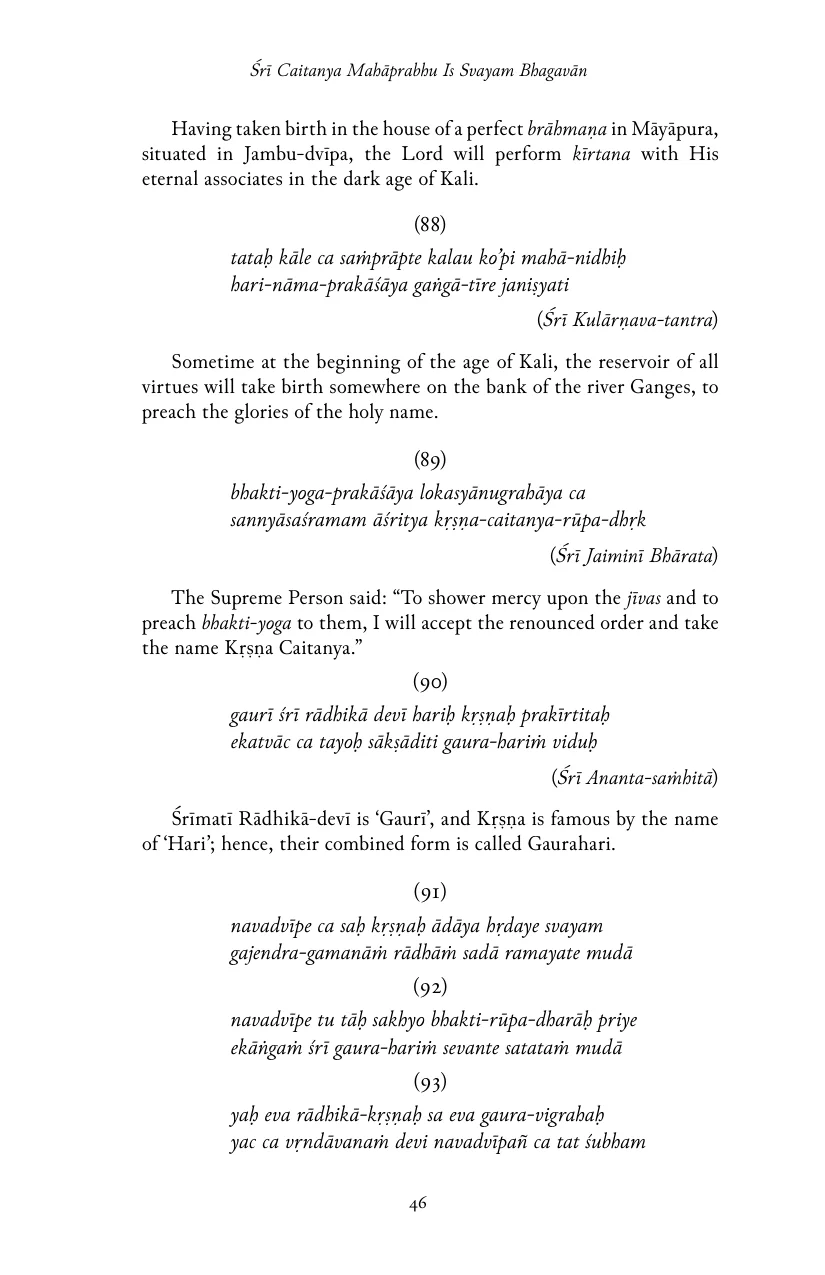 Śrī Caitanya Mahāprabhu Is Svayam Bhagavān
Having taken birth in the house of a perfect brāhmaṇa in Māyāpura,
situated in Jambu-dvīpa, the Lord will perform kīrtana with His
eternal associates in the dark age of Kali.
(88)
tataḥ kāle ca saṁprāpte kalau ko’pi mahā-nidhiḥ
hari-nāma-prakāśāya gaṅgā-tīre janiṣyati
(Śrī Kulārṇava-tantra)
Sometime at the beginning of the age of Kali, the reservoir of all
virtues will take birth somewhere on the bank of the river Ganges, to
preach the glories of the holy name.
(89)
bhakti-yoga-prakāśāya lokasyānugrahāya ca
sannyāsaśramam āśritya kṛṣṇa-caitanya-rūpa-dhṛk
(Śrī Jaiminī Bhārata)
The Supreme Person said: “To shower mercy upon the jīvas and to
preach bhakti-yoga to them, I will accept the renounced order and take
the name Kṛṣṇa Caitanya.”
(90)
gaurī śrī rādhikā devī hariḥ kṛṣṇaḥ prakīrtitaḥ
ekatvāc ca tayoḥ sākṣāditi gaura-hariṁ viduḥ
(Śrī Ananta-saṁhitā)
Śrīmatī Rādhikā-devī is ‘Gaurī’, and Kṛṣṇa is famous by the name
of ‘Hari’; hence, their combined form is called Gaurahari.
(91)
navadvīpe ca saḥ kṛṣṇaḥ ādāya hṛdaye svayam
gajendra-gamanāṁ rādhāṁ sadā ramayate mudā
(92)
navadvīpe tu tāḥ sakhyo bhakti-rūpa-dharāḥ priye
ekāṅgaṁ śrī gaura-hariṁ sevante satataṁ mudā
(93)
yaḥ eva rādhikā-kṛṣṇaḥ sa eva gaura-vigrahaḥ
yac ca vṛndāvanaṁ devi navadvīpañ ca tat śubham
46